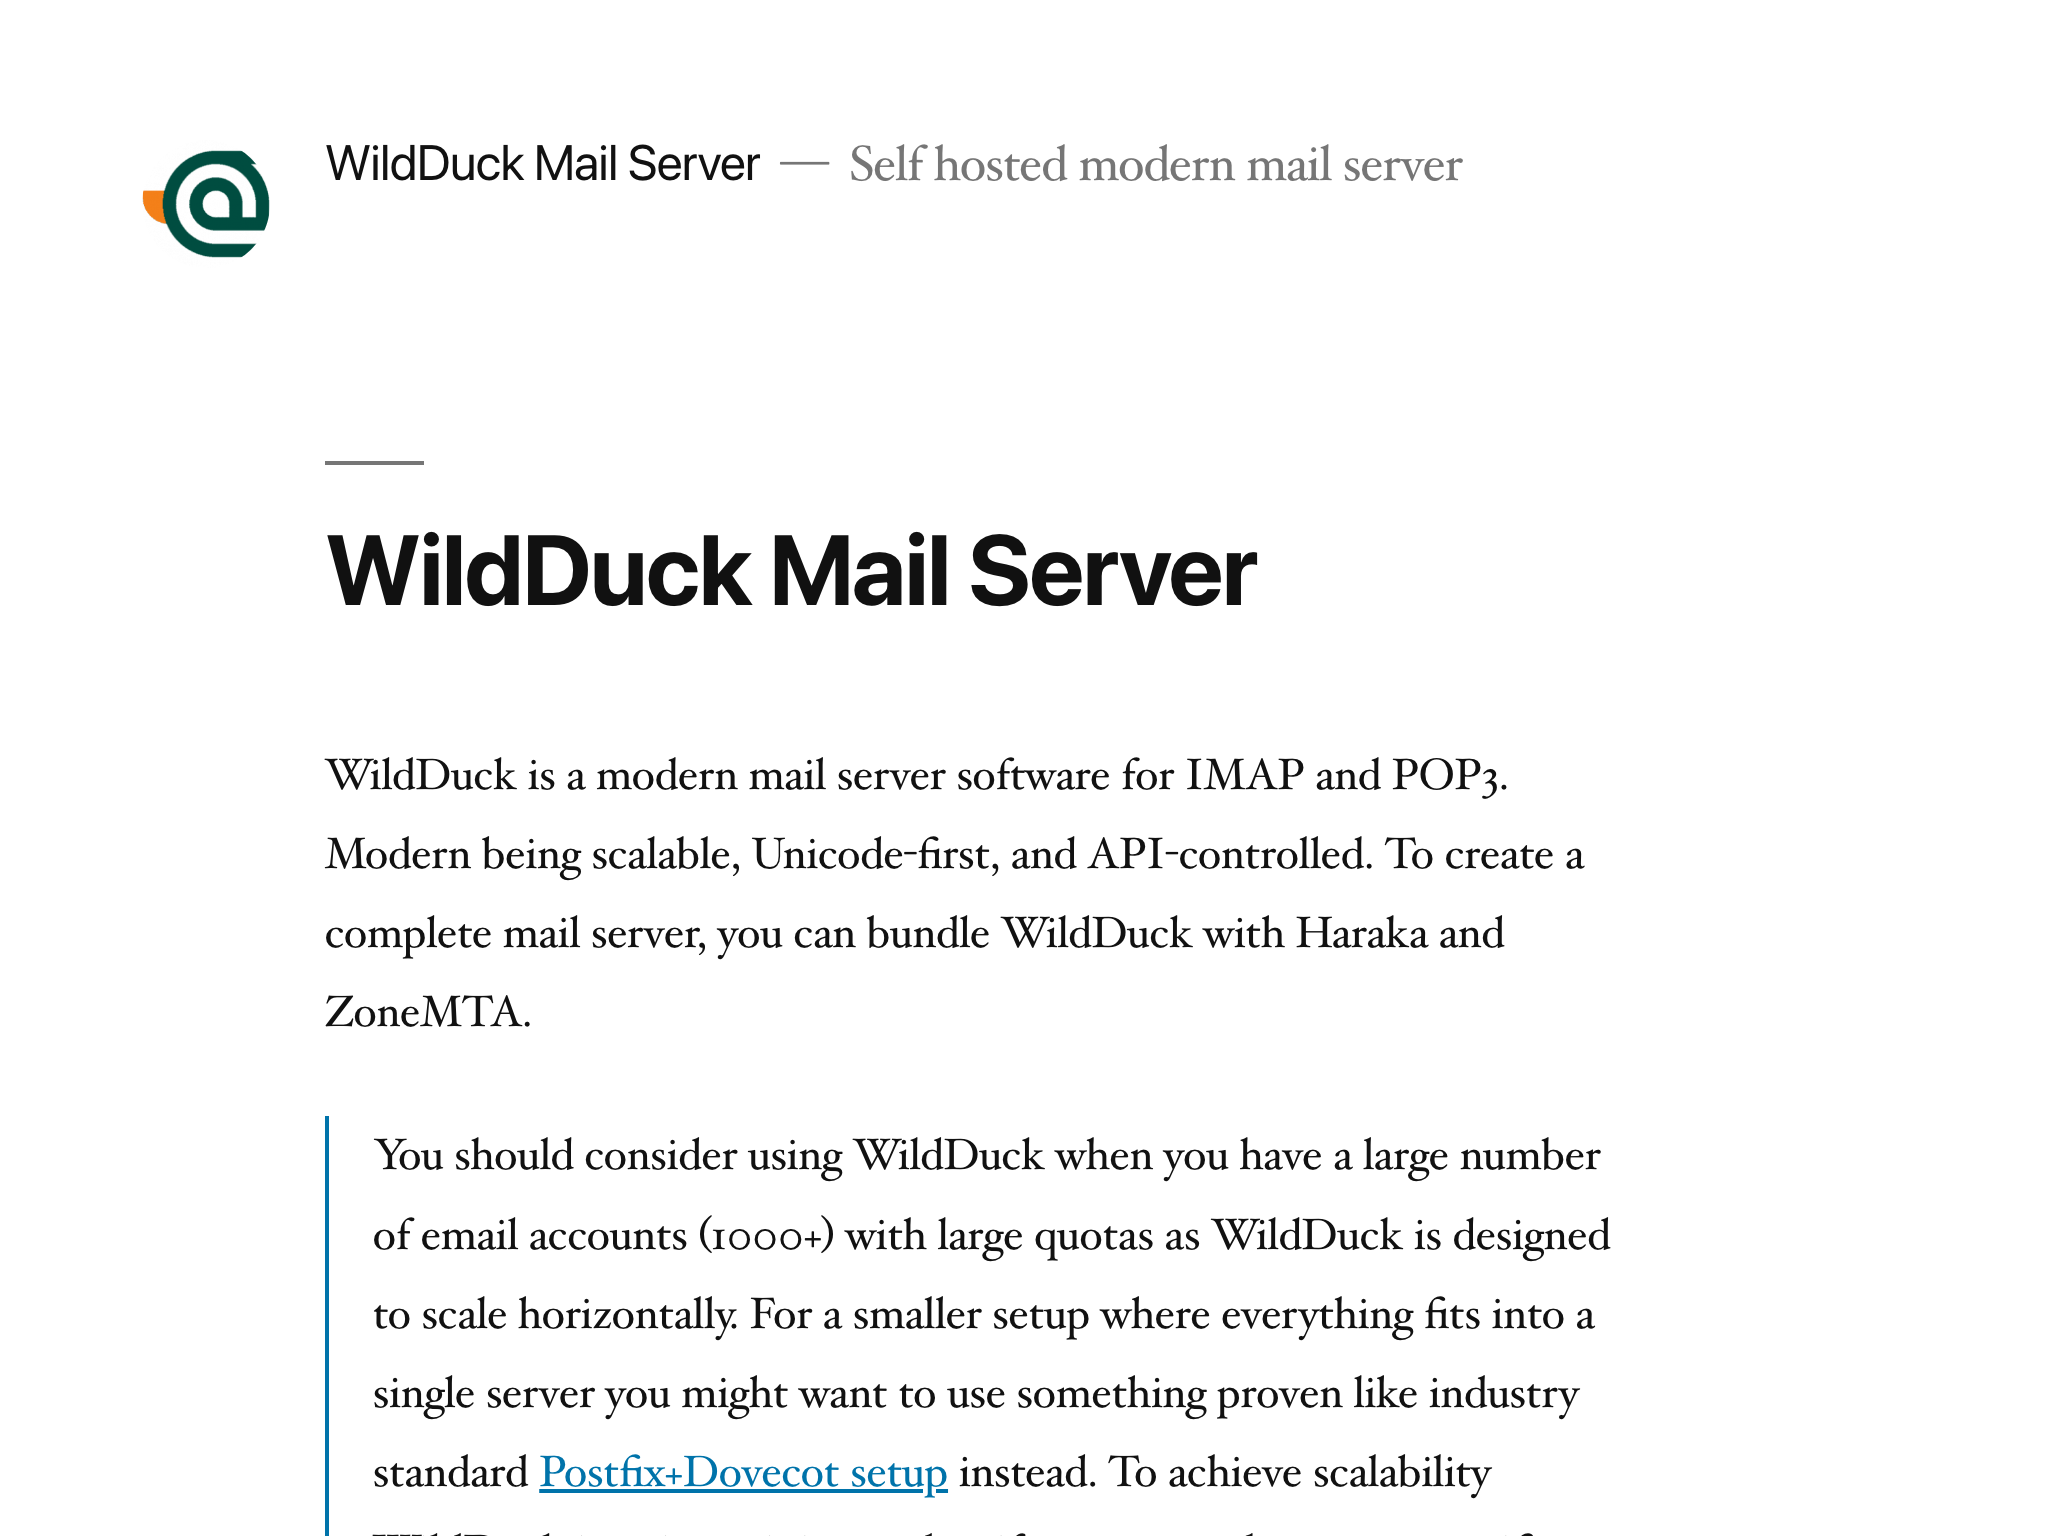 WildDuck Mail Server — Self hosted modern mail server
WildDuck Mail Server
WildDuck is a modern mail server software for IMAP and POP3.
Modern being scalable, Unicode-first, and API-controlled. To create a
complete mail server, you can bundle WildDuck with Haraka and
ZoneMTA.
You should consider using WildDuck when you have a large number
of email accounts (1000+) with large quotas as WildDuck is designed
to scale horizontally. For a smaller setup where everything fits into a
single server you might want to use something proven like industry
standard Postfix+Dovecot setup instead. To achieve scalability